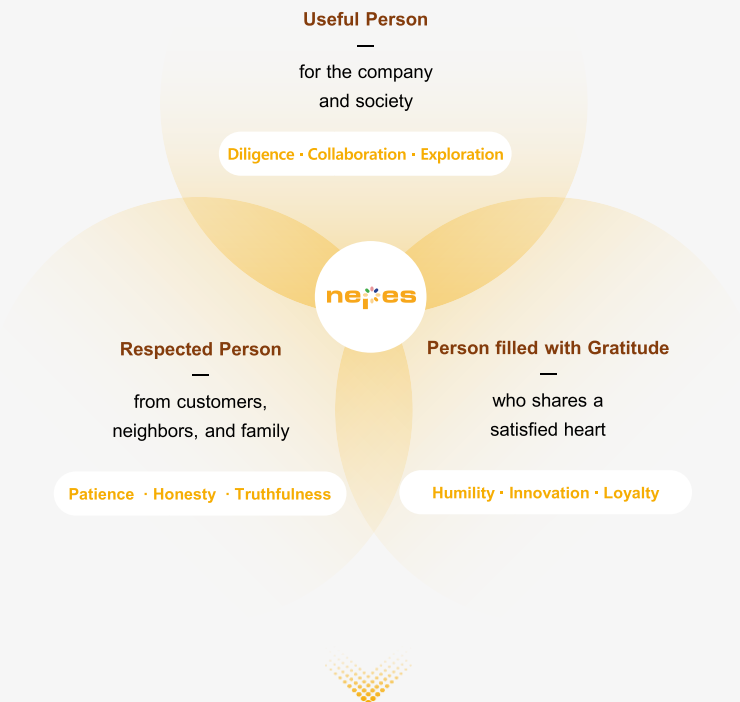 Useful Person
for the company
and society
Diligence · Collaboration · Exploration
nepes
Respected Person
from customers,
neighbors, and family
Patience · Honesty · Truthfulness
Person filled with Gratitude
who shares a
satisfied heart
Humility · Innovation · Loyalty